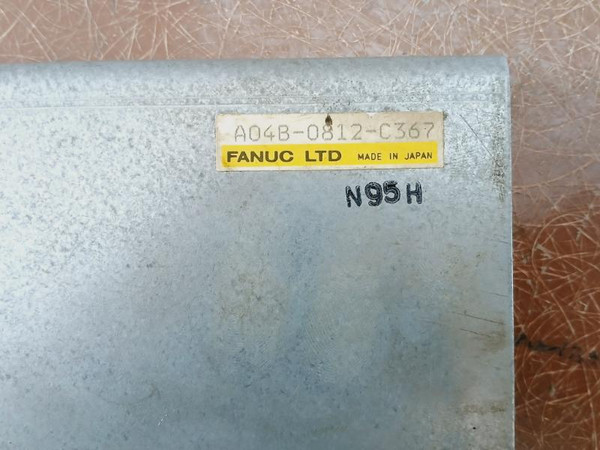 A04B-0812-C367
FANUC LTD MADE IN JAPAN
N95H